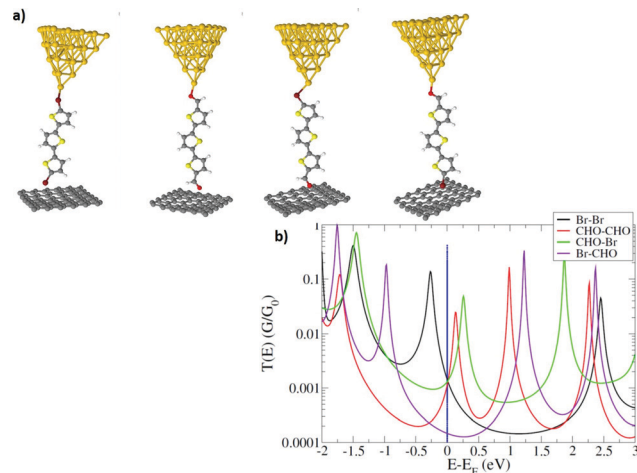 a)
b)
Br-Br
CHO-CHO
CHO-Br
Br-CHO
T(E) (G/G0)
1
0.1
0.01
0.001
0.0001
-2 -1.5 -1 -0.5 0 0.5 1 1.5 2 2.5 3
E-EF (eV)